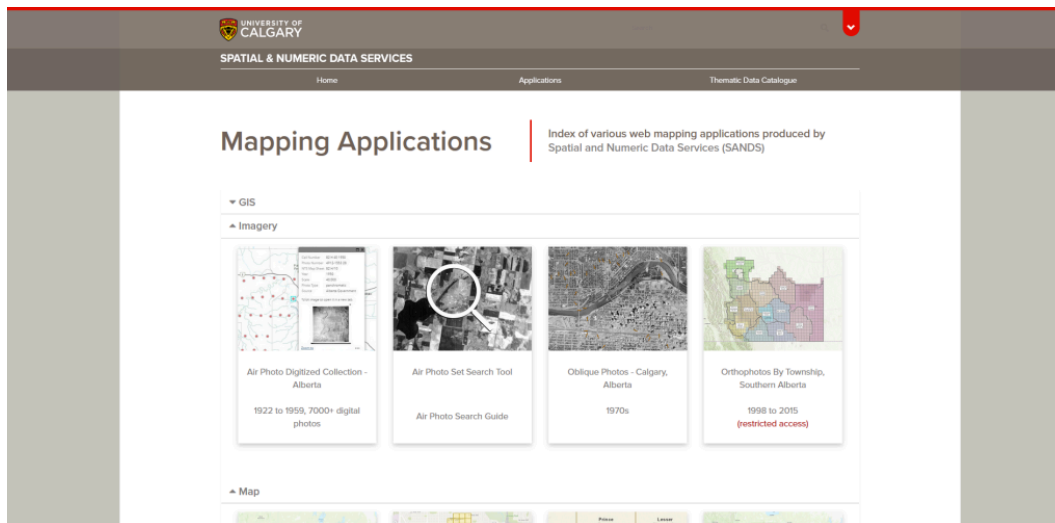 UNIVERSITY OF
CALGARY
SPATIAL & NUMERIC DATA SERVICES
Home
Applications
Thematic Data Catalogue
Mapping Applications
Index of various web mapping applications produced by
Spatial and Numeric Data Services (SANDS)
GIS
Imagery
Air Photo Digitized Collection -
Alberta
1922 to 1959, 7000+ digital
photos
Air Photo Set Search Tool
Air Photo Search Guide
Oblique Photos - Calgary,
Alberta
1970s
Orthophotos By Township,
Southern Alberta
1998 to 2015
(restricted access)
Map